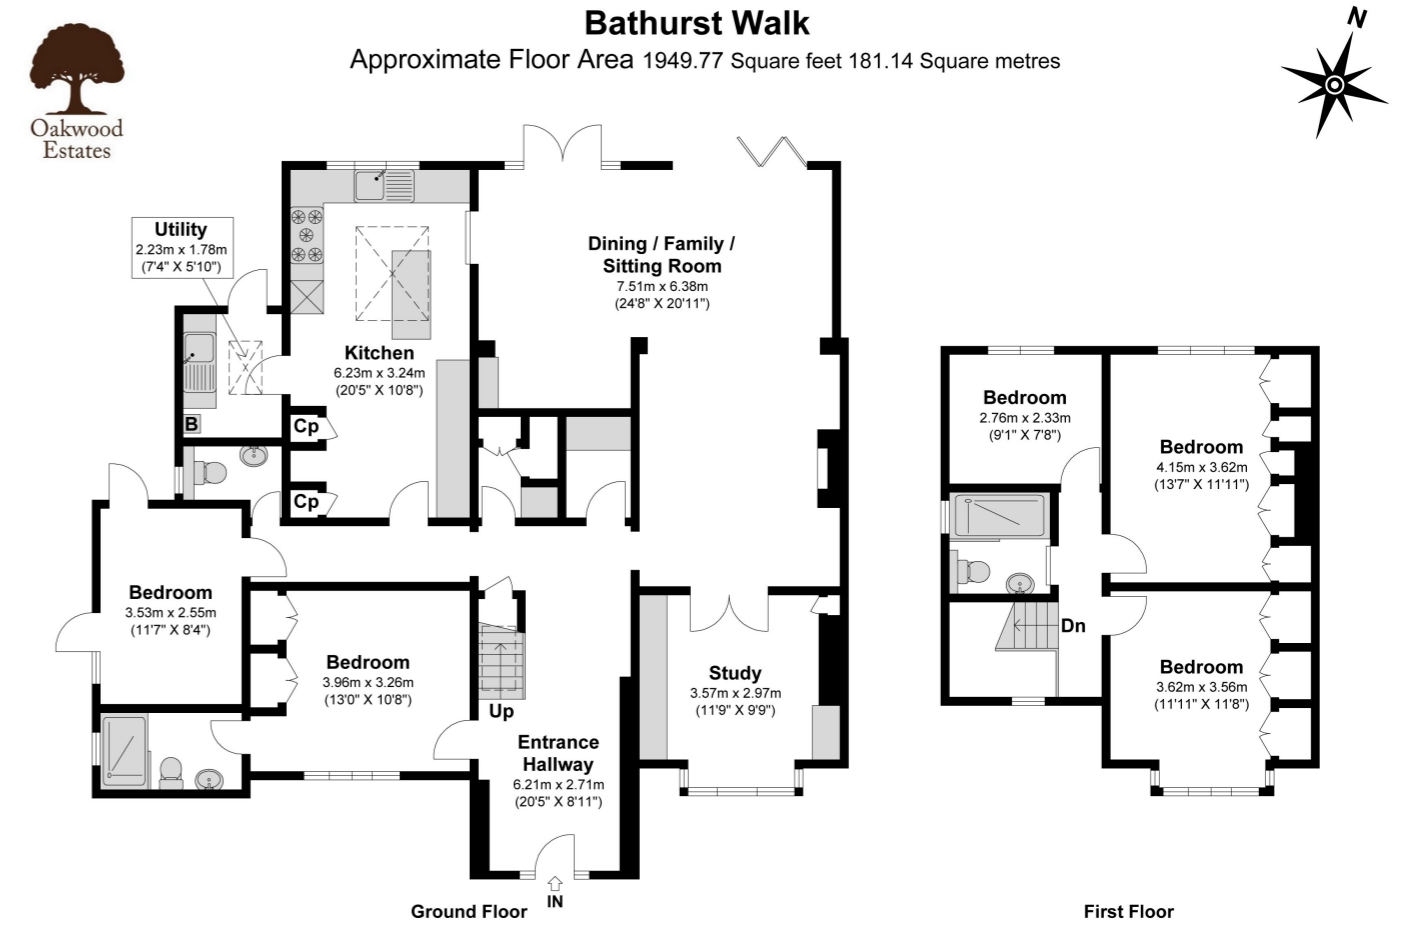 Bathurst Walk
Approximate Floor Area 1949.77 Square feet 181.14 Square metres
N
Oakwood
Estates
Utility
2.23m x 1.78m
(7'4" X 5'10")
Dining / Family /
Sitting Room
7.51m x 6.38m
(24'8" X 20'11")
Kitchen
6.23m x 3.24m
(20'5" X 10'8")
B
Cp
Cp
Bedroom
3.53m x 2.55m
(11'7" X 8'4")
Bedroom
3.96m x 3.26m
(13'0" X 10'8")
Up
Entrance
Hallway
6.21m x 2.71m
(20'5" X 8'11")
Study
3.57m x 2.97m
(11'9" X 9'9")
IN
Ground Floor
Bedroom
2.76m x 2.33m
(9'1" X 7'8")
Bedroom
4.15m x 3.62m
(13'7" X 11'11")
Dn
Bedroom
3.62m x 3.56m
(11'11" X 11'8")
First Floor